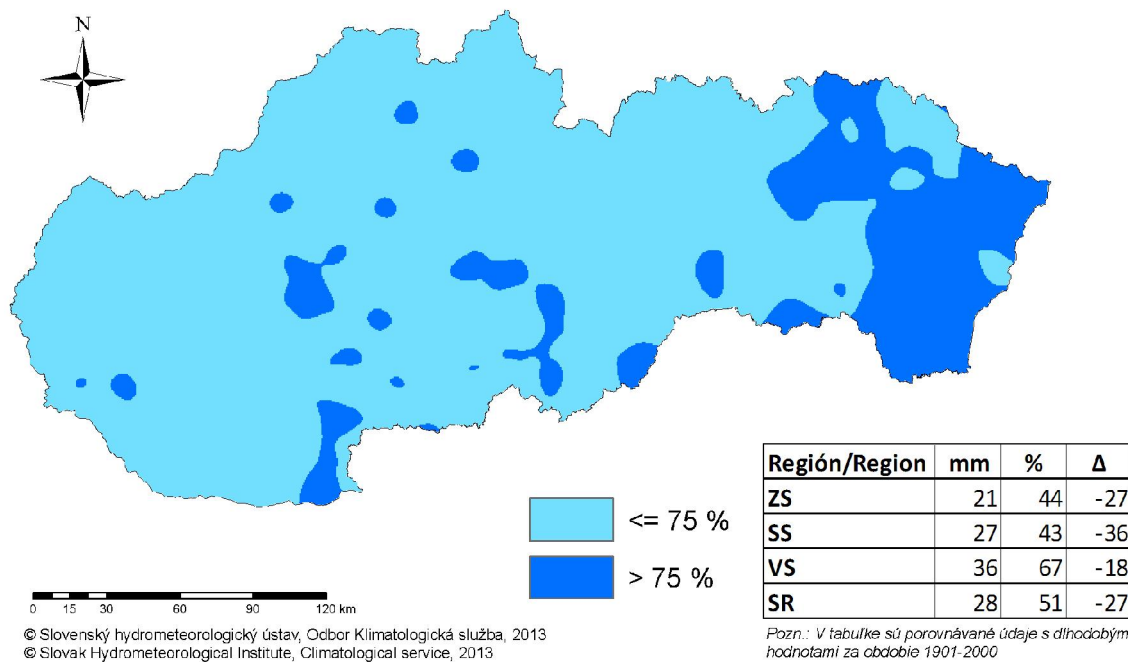 N
<= 75 %
> 75 %
Región/Region mm % Δ
ZS 21 44 -27
SS 27 43 -36
VS 36 67 -18
SR 28 51 -27
0 15 30 60 90 120 km
© Slovenský hydrometeorologický ústav, Odbor Klimatologická služba, 2013
© Slovak Hydrometeorological Institute, Climatological service, 2013
Pozn.: V tabuľke sú porovnávané údaje s dlhodobým
hodnotami za obdobie 1901-2000